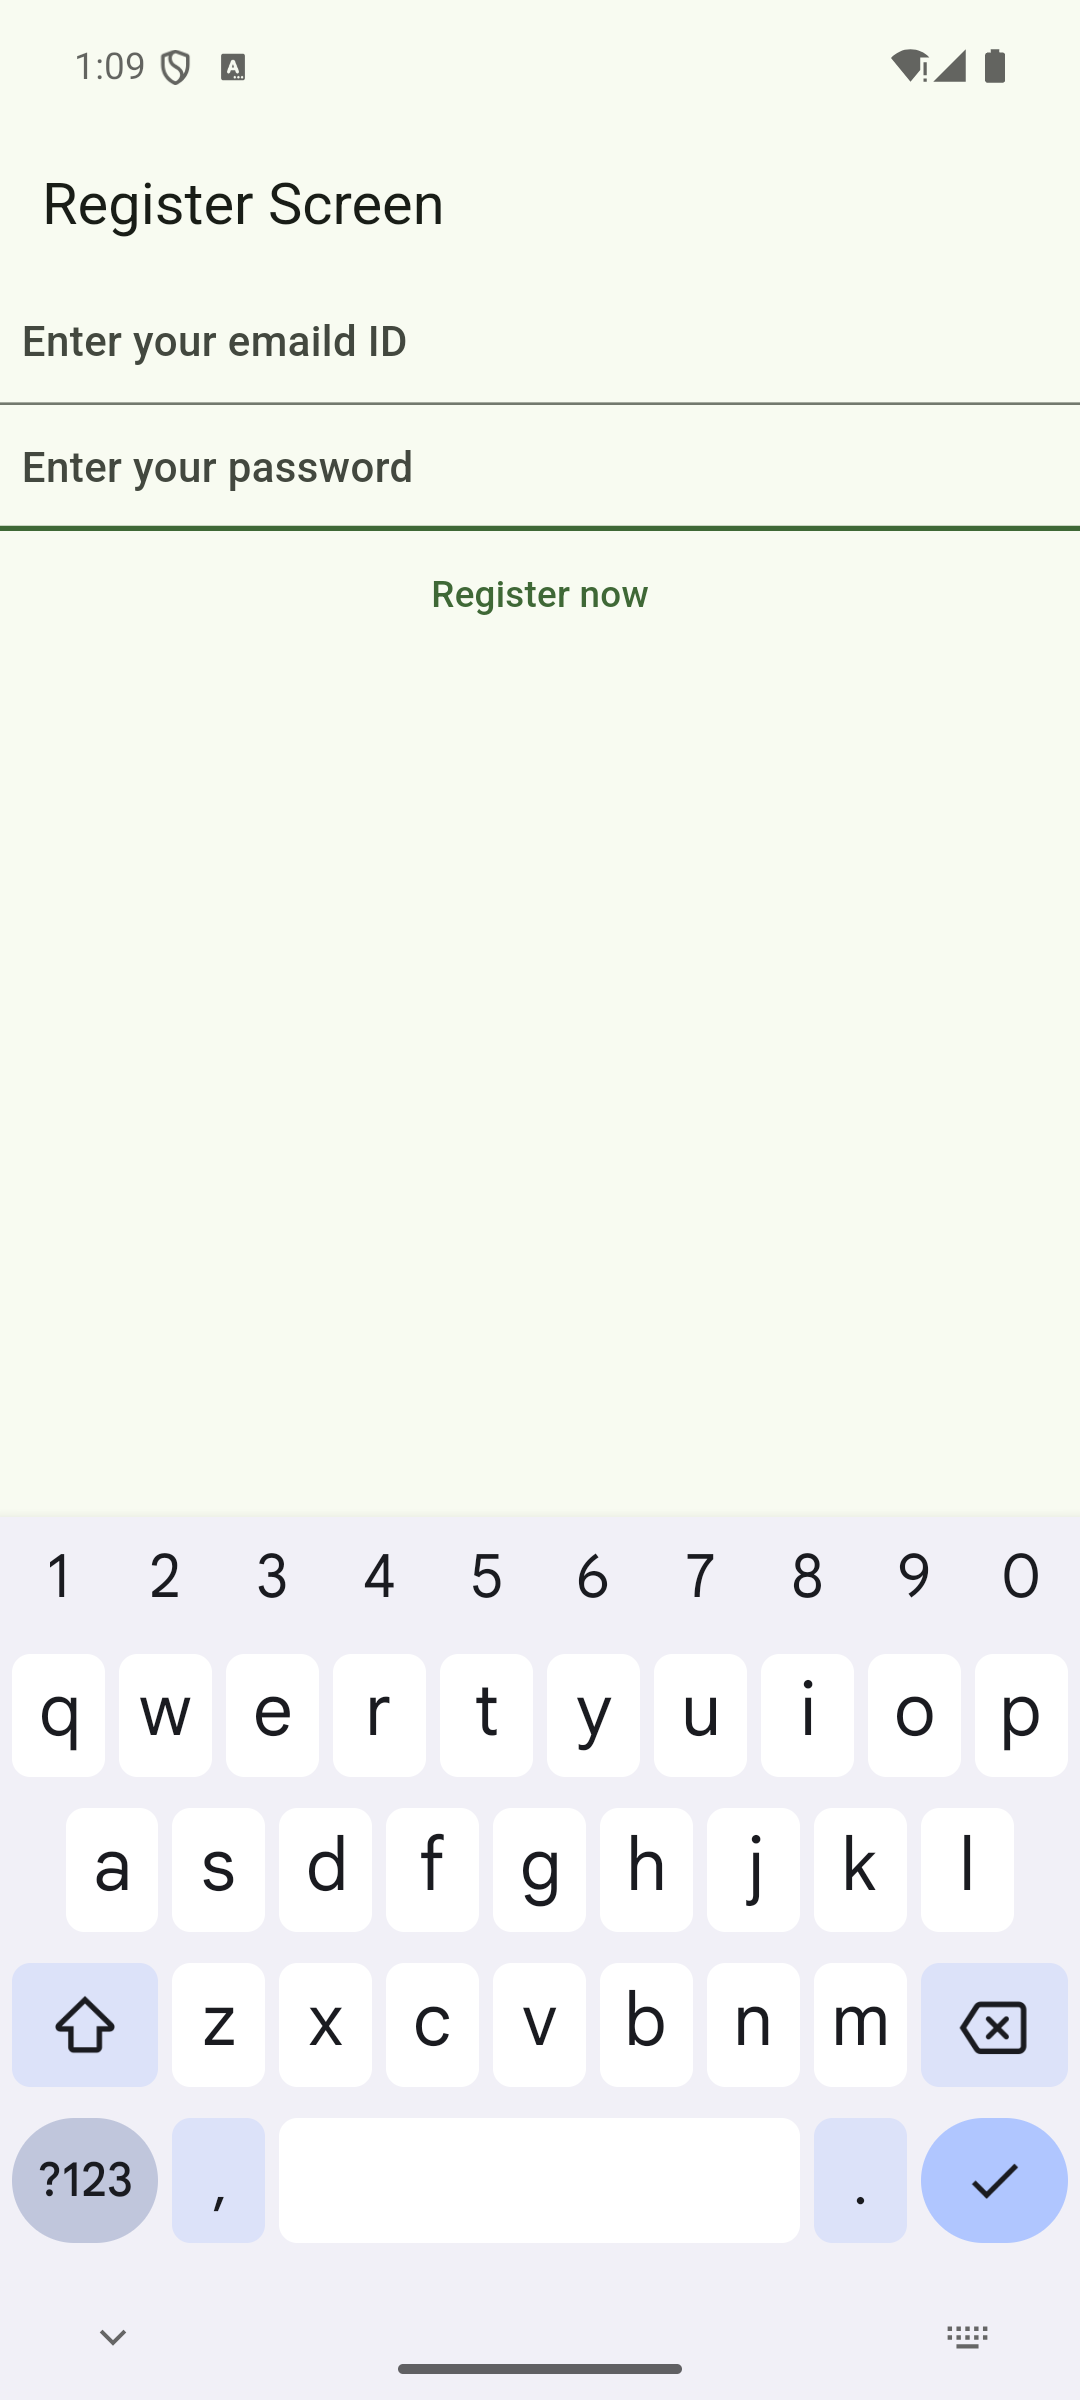 1:09
Register Screen
Enter your emaild ID
Enter your password
Register now
1 2 3 4 5 6 7 8 9 0
q w e r t y u i o p
a s d f g h j k l
z x c v b n m
?123 , .